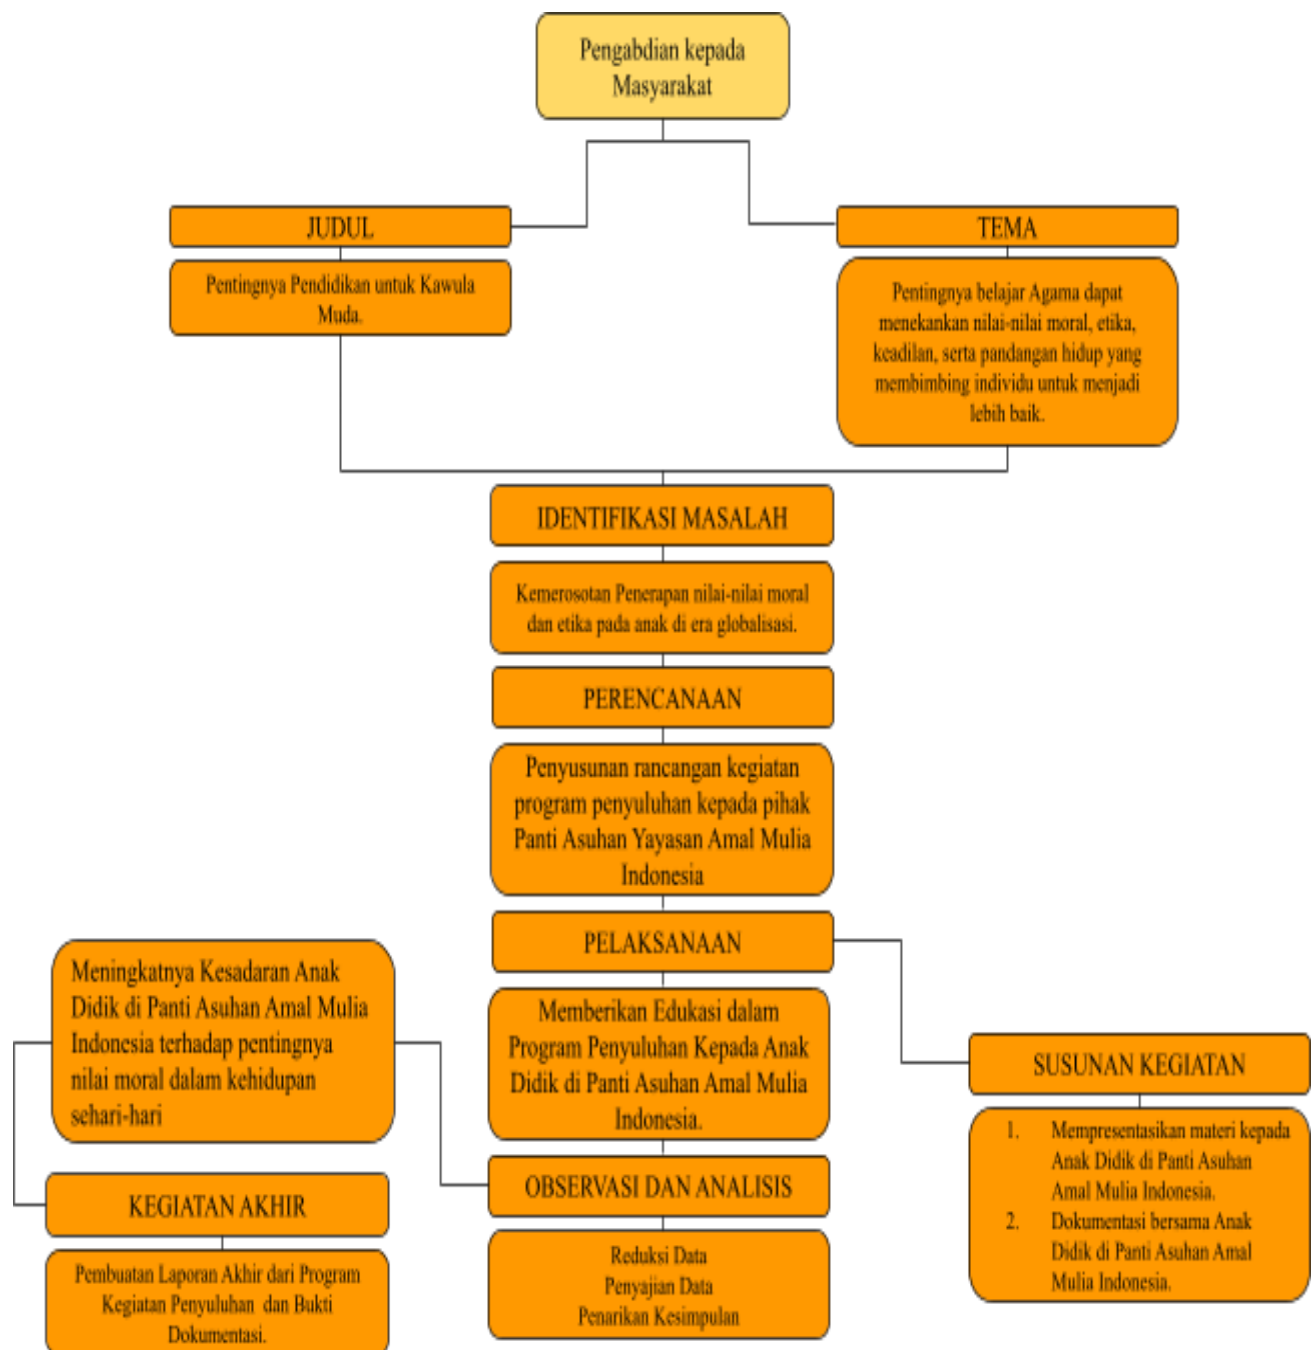 Pengabdian kepada
Masyarakat
JUDUL
Pentingnya Pendidikan untuk Kawula
Muda.
TEMA
Pentingnya belajar Agama dapat
menekankan nilai-nilai moral, etika,
keadilan, serta pandangan hidup yang
membimbing individu untuk menjadi
lebih baik.
IDENTIFIKASI MASALAH
Kemerosotan Penerapan nilai-nilai moral
dan etika pada anak di era globalisasi.
PERENCANAAN
Penyusunan rancangan kegiatan
program penyuluhan kepada pihak
Panti Asuhan Yayasan Amal Mulia
Indonesia
PELAKSANAAN
Memberikan Edukasi dalam
Program Penyuluhan Kepada Anak
Didik di Panti Asuhan Amal Mulia
Indonesia.
SUSUNAN KEGIATAN
1. Mempresentasikan materi kepada
Anak Didik di Panti Asuhan
Amal Mulia Indonesia.
2. Dokumentasi bersama Anak
Didik di Panti Asuhan Amal
Mulia Indonesia.
OBSERVASI DAN ANALISIS
Reduksi Data
Penyajian Data
Penarikan Kesimpulan
Meningkatnya Kesadaran Anak
Didik di Panti Asuhan Amal Mulia
Indonesia terhadap pentingnya
nilai moral dalam kehidupan
sehari-hari
KEGIATAN AKHIR
Pembuatan Laporan Akhir dari Program
Kegiatan Penyuluhan dan Bukti
Dokumentasi.